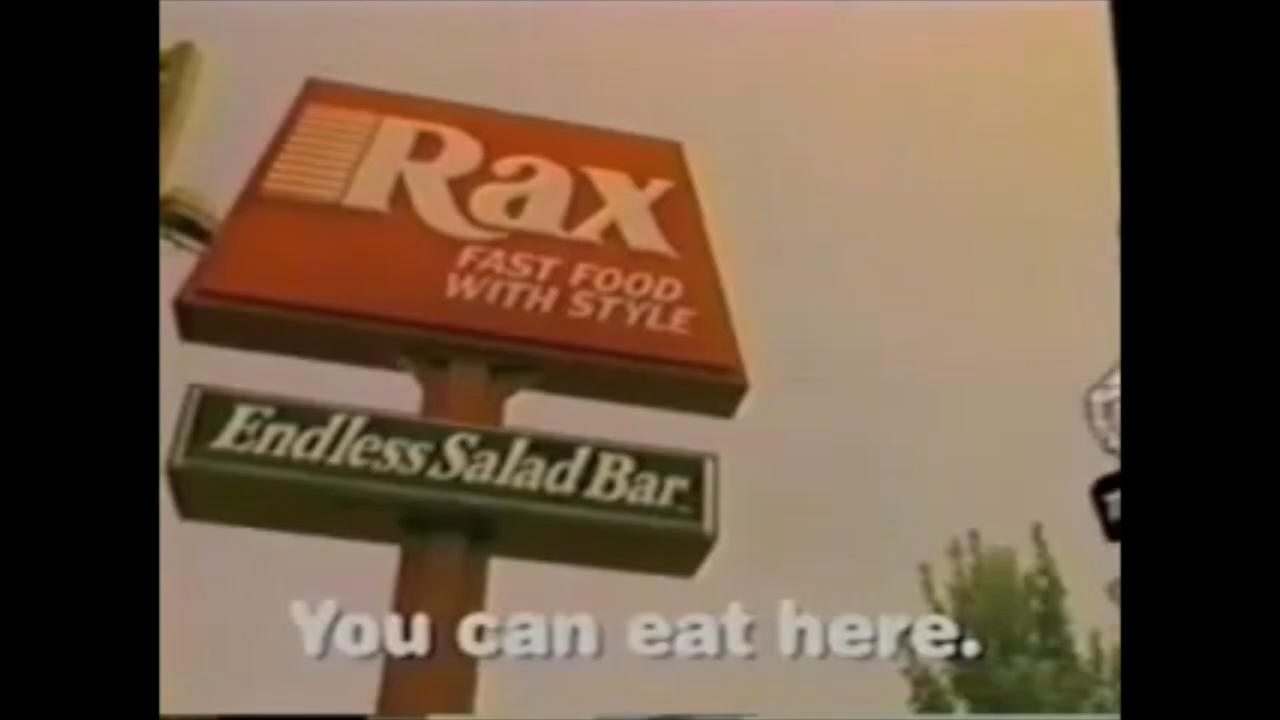 Rax
FAST FOOD
WITH STYLE
Endless Salad Bar
You can eat here.